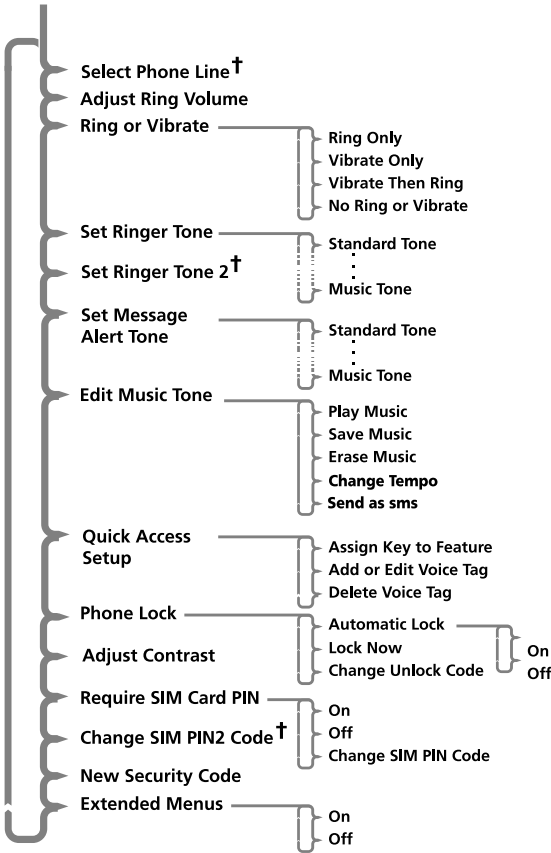 Select Phone Line†
Adjust Ring Volume
Ring or Vibrate
Ring Only
Vibrate Only
Vibrate Then Ring
No Ring or Vibrate
Set Ringer Tone
Standard Tone
Music Tone
Set Ringer Tone 2†
Set Message
Alert Tone
Standard Tone
Music Tone
Edit Music Tone
Play Music
Save Music
Erase Music
Change Tempo
Send as sms
Quick Access
Setup
Assign Key to Feature
Add or Edit Voice Tag
Delete Voice Tag
Phone Lock
Automatic Lock
On
Off
Lock Now
Change Unlock Code
Adjust Contrast
Require SIM Card PIN
On
Off
Change SIM PIN Code
Change SIM PIN2 Code†
New Security Code
Extended Menus
On
Off